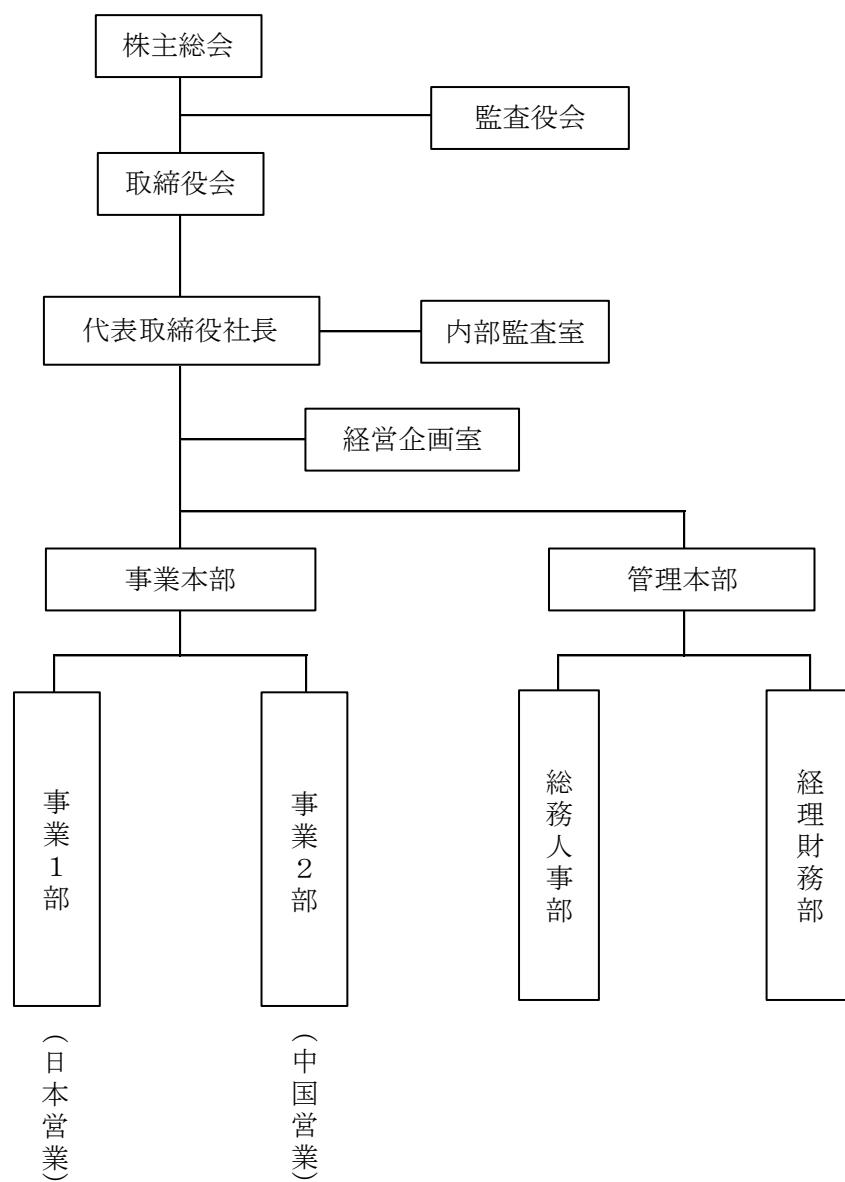 株主総会
監査役会
取締役会
代表取締役社長
内部監査室
経営企画室
事業本部
管理本部
事業1部
事業2部
総務人事部
経理財務部
(日本営業)
(中国営業)